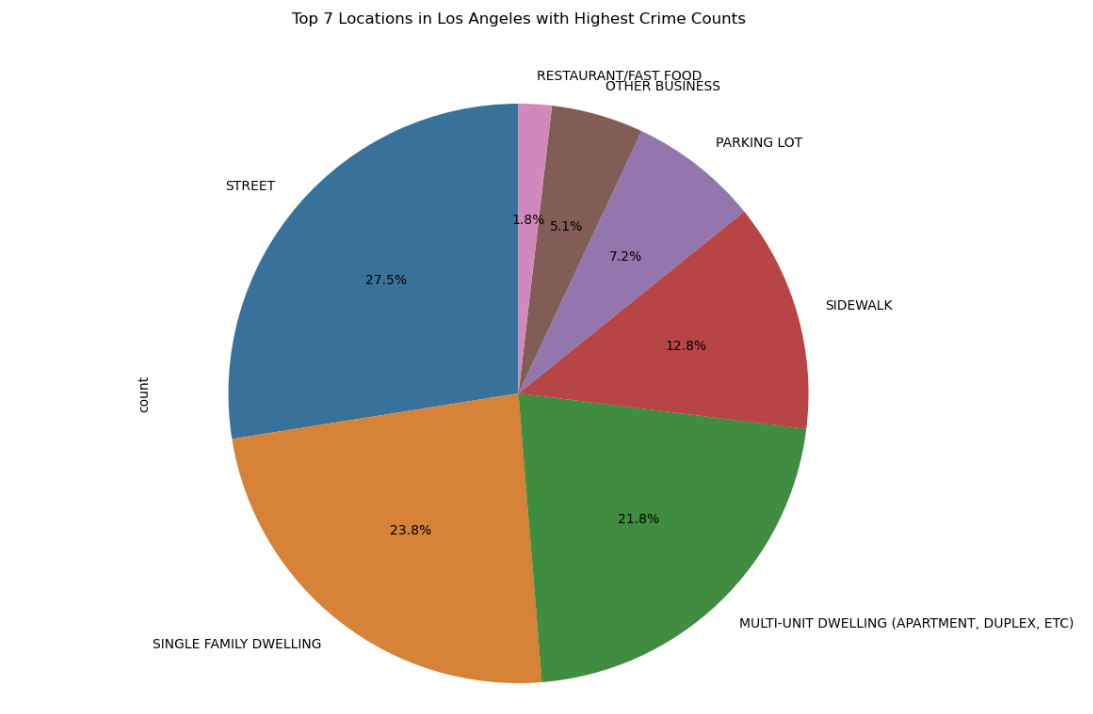 Top 7 Locations in Los Angeles with Highest Crime Counts
RESTAURANT/FAST FOOD
OTHER BUSINESS
PARKING LOT
STREET
1.8%
5.1%
7.2%
27.5%
SIDEWALK
12.8%
count
21.8%
23.8%
MULTI-UNIT DWELLING (APARTMENT, DUPLEX, ETC)
SINGLE FAMILY DWELLING